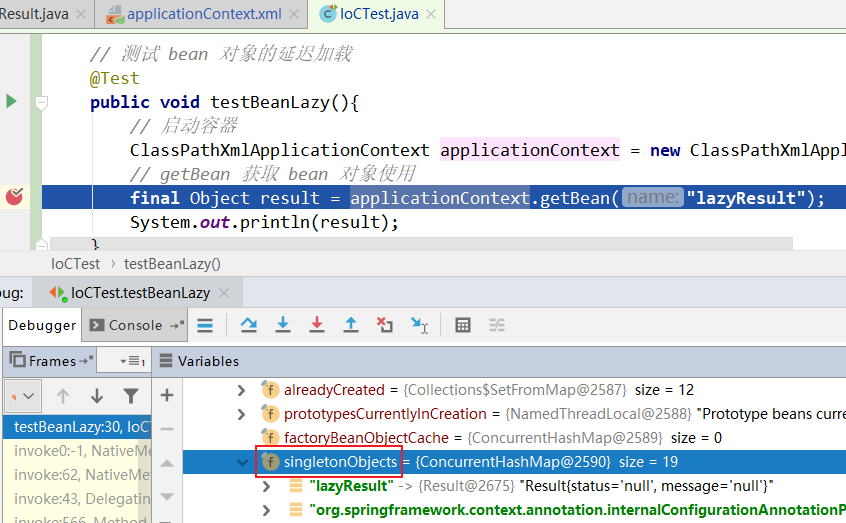 Result.java
applicationContext.xml
IoCTest.java
// 测试 bean 对象的延迟加载
@Test
public void testBeanLazy(){
// 启动容器
ClassPathXmlApplicationContext applicationContext = new ClassPathXmlAppl
// getBean 获取 bean 对象使用
final Object result = applicationContext.getBean( name: "lazyResult");
System.out.println(result);
}
IoCTest > testBeanLazy()
bug: IoCTest.testBeanLazy
Debugger Console
Frames Variables
alreadyCreated = {Collections$SetFromMap@2587} size = 12
prototypesCurrentlyInCreation = {NamedThreadLocal@2588} "Prototype beans curre
factoryBeanObjectCache = {ConcurrentHashMap@2589} size = 0
testBeanLazy:30, IoCT
singletonObjects = {ConcurrentHashMap@2590} size = 19
invoke0:-1, NativeMet
"lazyResult" -> {Result@2675} "Result{status='null', message='null'}"
invoke:62, NativeMeth
invoke:43, Delegating
"org.springframework.context.annotation.internalConfigurationAnnotationP
invoke:566, Method